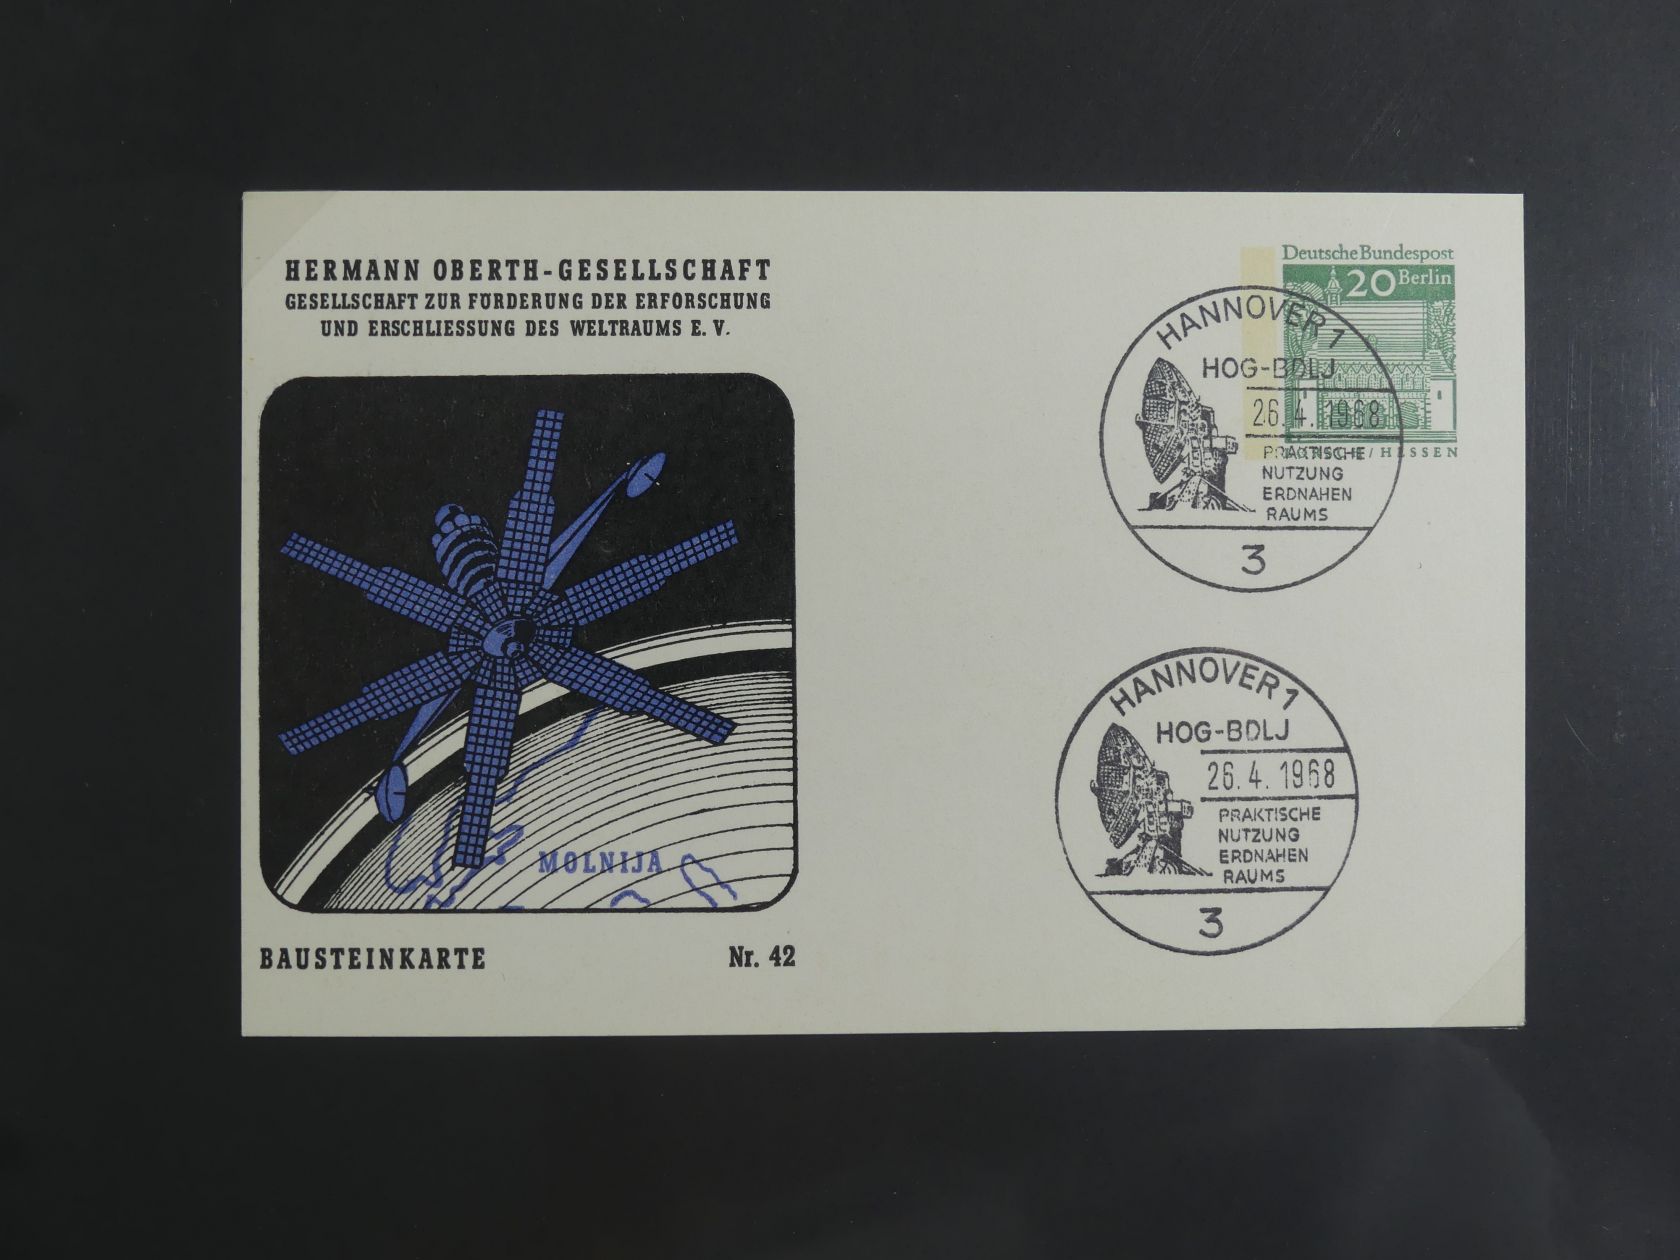 HERMANN OBERTH-GESELLSCHAFT
GESELLSCHAFT ZUR FÖRDERUNG DER ERFORSCHUNG
UND ERSCHLIESSUNG DES WELTRAUMS E. V.
MOLNIJA
BAUSTEINKARTE Nr. 42
Deutsche Bundespost
20 Berlin
/ HESSEN
HANNOVER 1
HOG-BDLJ
26.4.1968
PRAKTISCHE
NUTZUNG
ERDNAHEN
RAUMS
3
HANNOVER 1
HOG-BDLJ
26.4.1968
PRAKTISCHE
NUTZUNG
ERDNAHEN
RAUMS
3